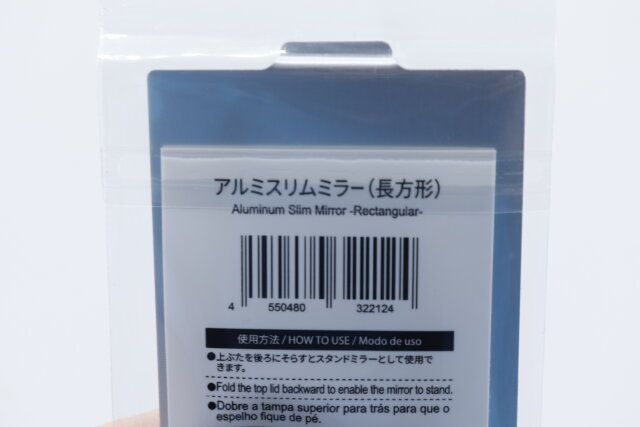 アルミスリムミラー(長方形)
Aluminum Slim Mirror -Rectangular-
4 550480 322124
使用方法 / HOW TO USE / Modo de uso
●上ぶたを後ろにそらすとスタンドミラーとして使用で
きます。
●Fold the top lid backward to enable the mirror to stand.
●Dobre a tampa superior para trás para que o
espelho fique de pé.